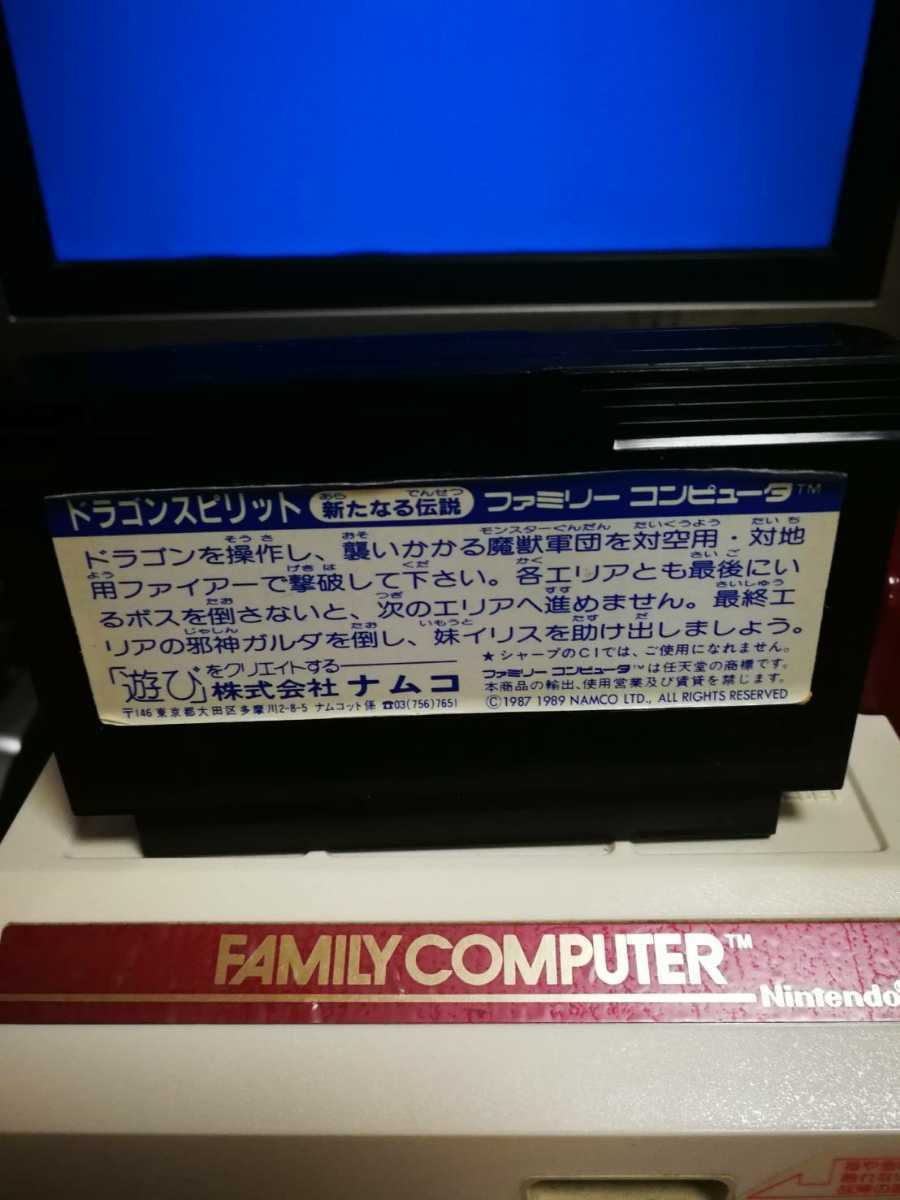 ドラゴンスピリット 新たなる伝説 ファミリー コンピュータ™
ドラゴンを操作し、襲いかかる魔獣軍団を対空用・対地
用ファイアーで撃破して下さい。各エリアとも最後にい
るボスを倒さないと、次のエリアへ進めません。最終エ
リアの邪神ガルダを倒し、妹イリスを助け出しましょう。
「遊び」をクリエイトする
株式会社 ナムコ
〒146 東京都大田区多摩川2-8-5 ナムコット係 ☎03(756)7651
★シャープのC1では、ご使用になれません。
ファミリー コンピュータ™は任天堂の商標です。
本商品の輸出、使用営業及び賃貸を禁じます。
©1987 1989 NAMCO LTD., ALL RIGHTS RESERVED
FAMILY COMPUTER™
Nintendo®